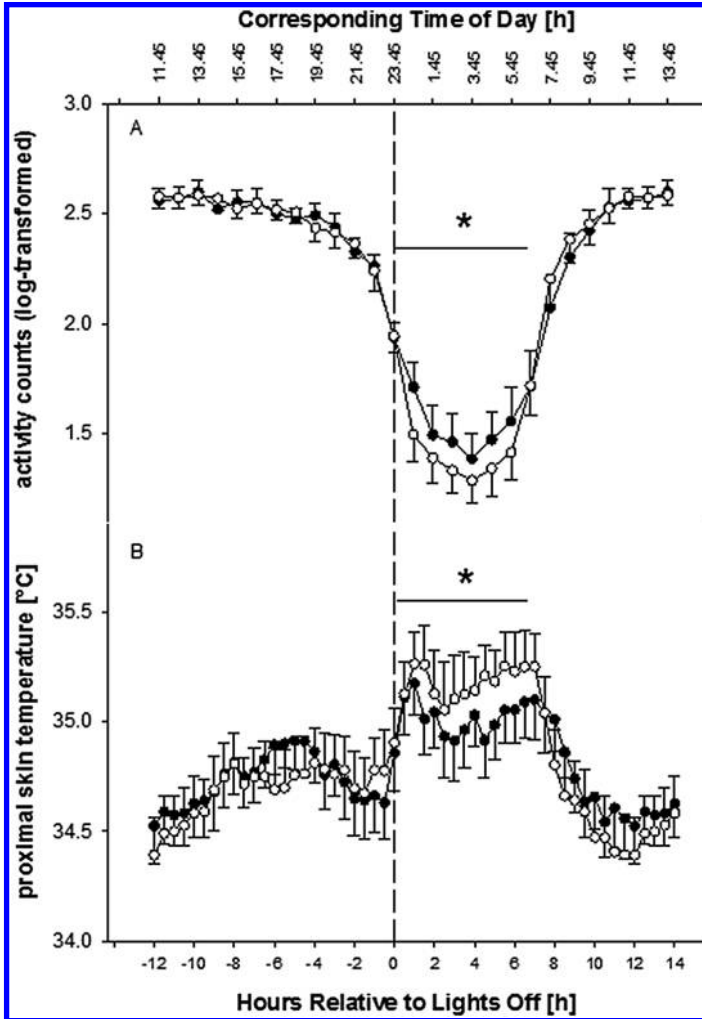 Corresponding Time of Day [h]
11.45 13.45 15.45 17.45 19.45 21.45 23.45 1.45 3.45 5.45 7.45 9.45 11.45 13.45
3.0
A
2.5
*
2.0
1.5
activity counts (log-transformed)
B
*
35.5
35.0
34.5
34.0
proximal skin temperature [°C]
-12 -10 -8 -6 -4 -2 0 2 4 6 8 10 12 14
Hours Relative to Lights Off [h]